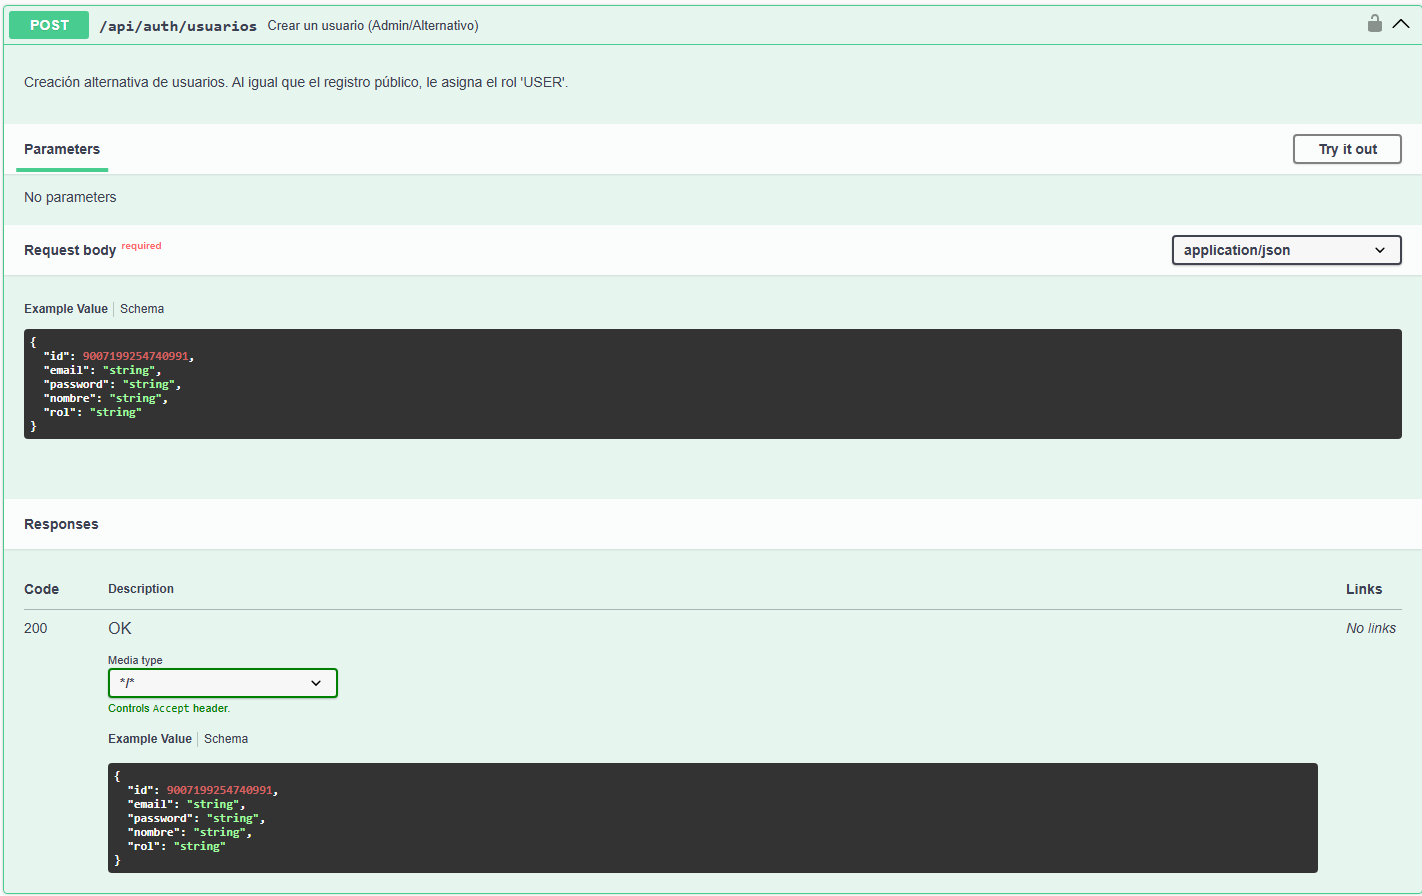 POST /api/auth/usuarios Crear un usuario (Admin/Alternativo)
Creación alternativa de usuarios. Al igual que el registro público, le asigna el rol 'USER'.
Parameters Try it out
No parameters
Request body required application/json
Example Value Schema
{
"id": 9007199254740991,
"email": "string",
"password": "string",
"nombre": "string",
"rol": "string"
}
Responses
Code Description Links
200 OK No links
Media type
*/*
Controls Accept header.
Example Value Schema
{
"id": 9007199254740991,
"email": "string",
"password": "string",
"nombre": "string",
"rol": "string"
}